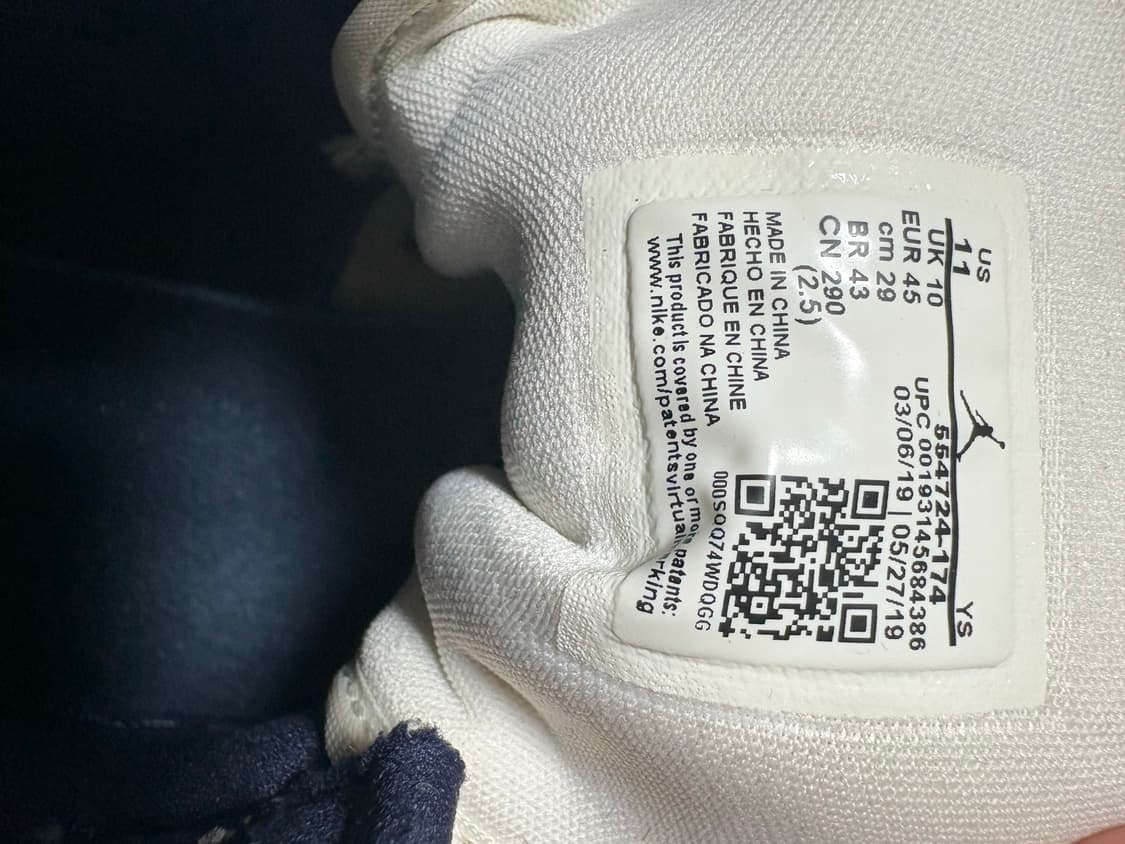 US
11
YS
UK 10
EUR 45
cm 29
BR 43
CN 290
(2.5)
554724-174
UPC 00193145684386
03/06/19 | 05/27/19
MADE IN CHINA
HECHO EN CHINA
FABRIQUE EN CHINE
FABRICADO NA CHINA
000SQQ74WDQGG
This product is covered by one or more patents:
www.nike.com/patentsvirtual